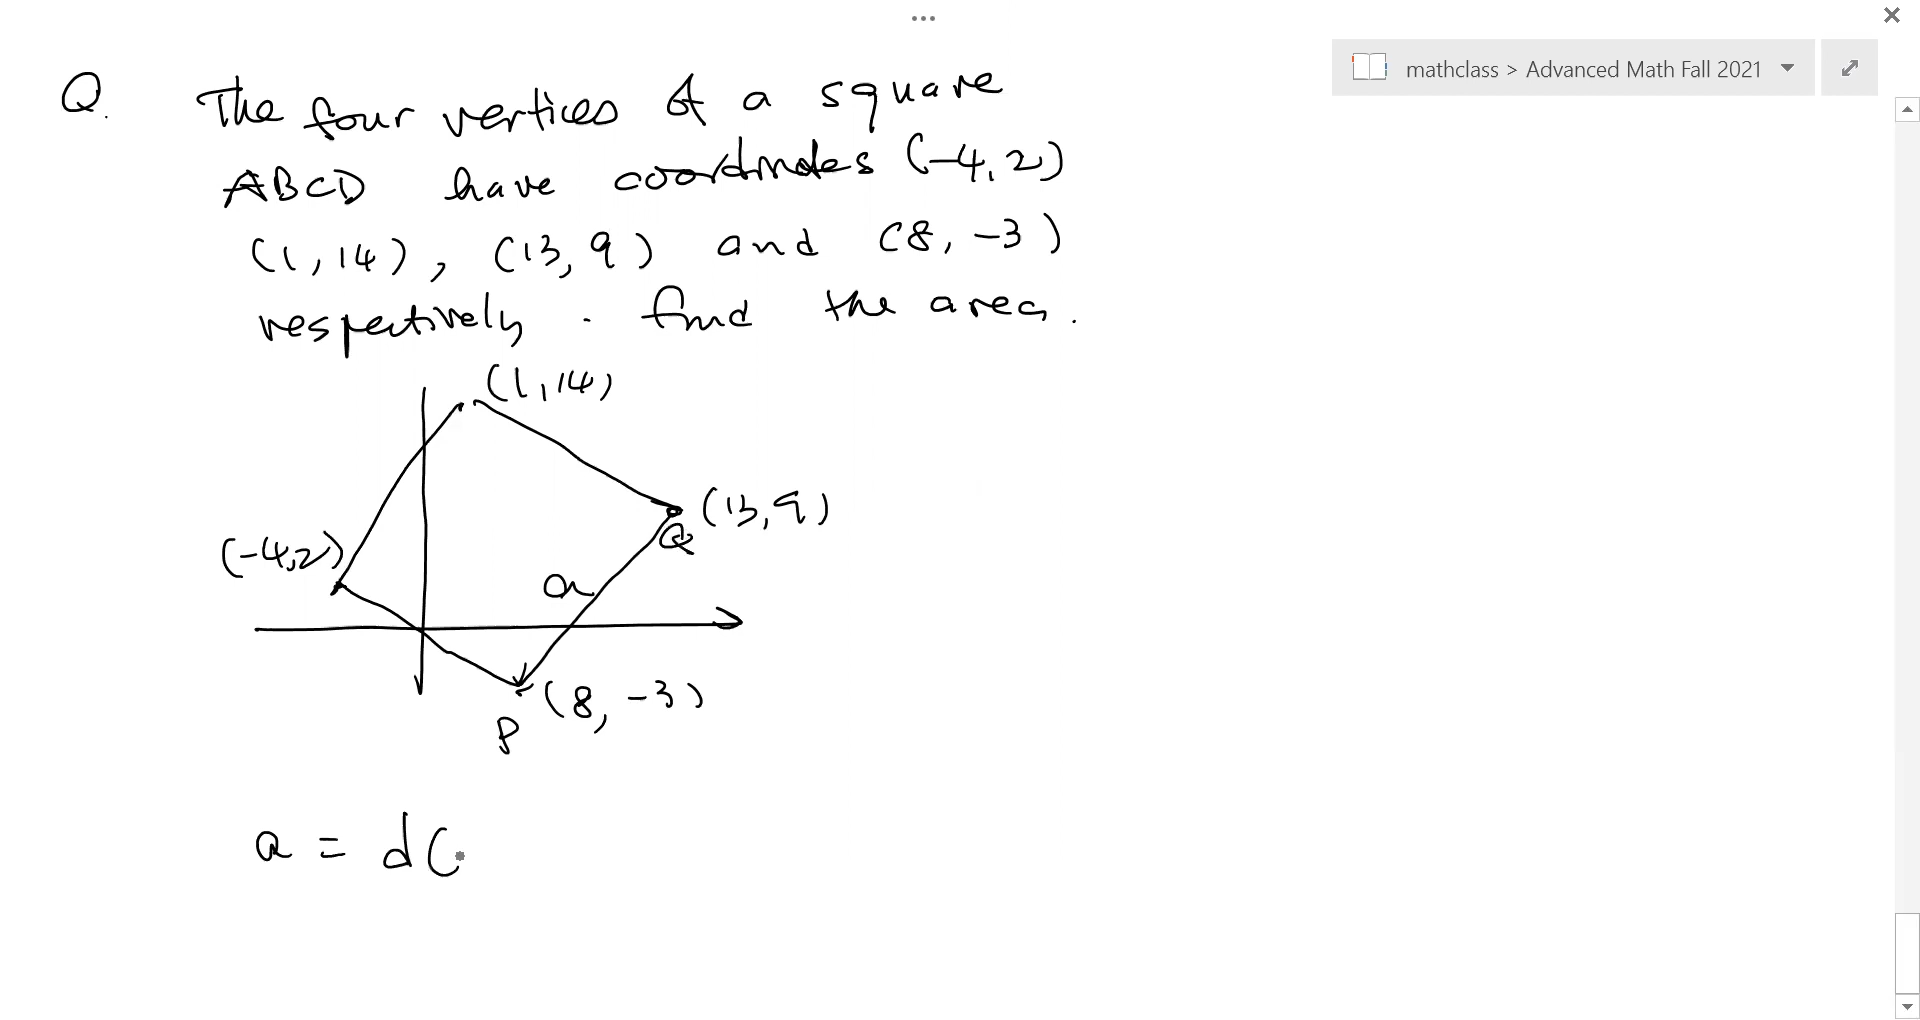 ...
mathclass > Advanced Math Fall 2021
Q. The four vertices of a square
ABCD have coordinates (-4,2)
(1,14), (13,9) and (8,-3)
respectively. find the area.
(1,14)
(13,9)
Q
(-4,2)
a
(8,-3)
P
a = d(